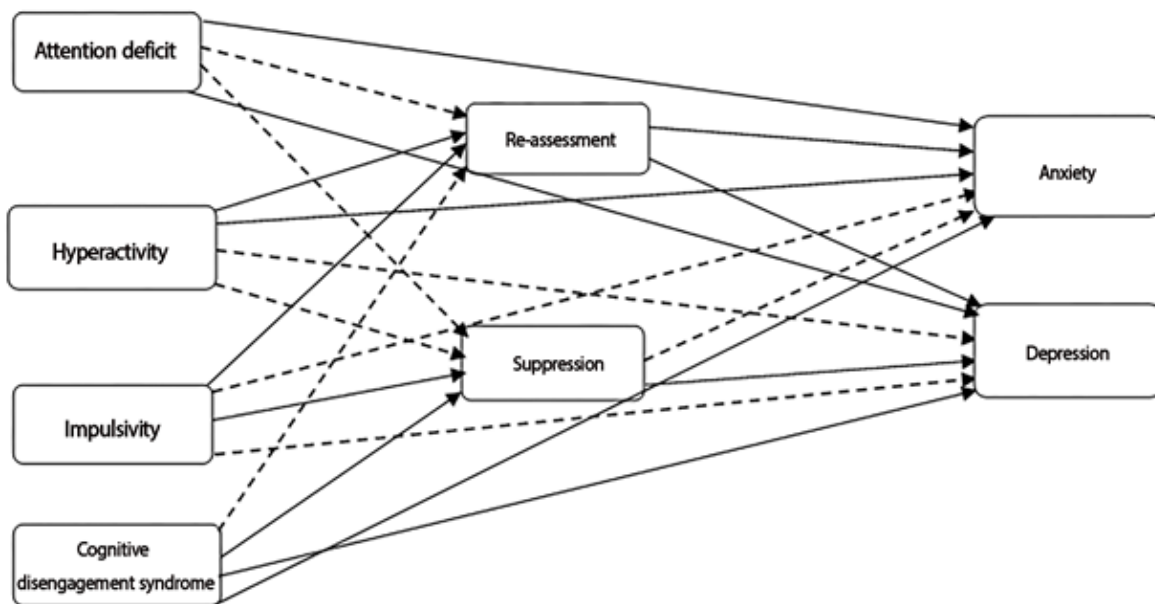 Attention deficit
Re-assessment
Anxiety
Hyperactivity
Suppression
Depression
Impulsivity
Cognitive
disengagement syndrome